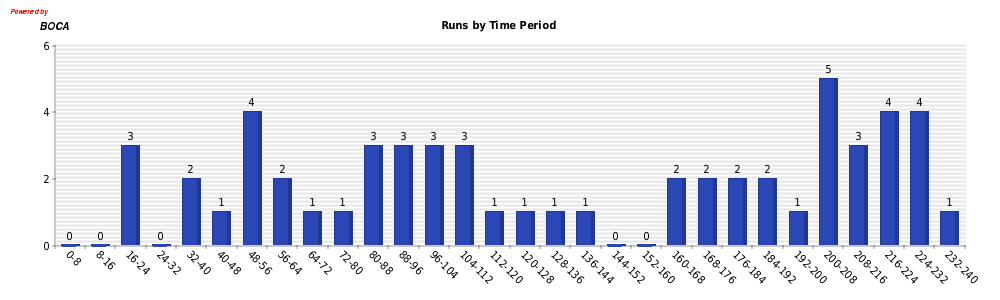 Powered by
BOCA
Runs by Time Period
6
4
2
0
0 0 3 0 2 1 4 2 1 1 3 3 3 3 1 1 1 1 0 0 2 2 2 2 1 5 3 4 4 1
0-8 8-16 16-24 24-32 32-40 40-48 48-56 56-64 64-72 72-80 80-88 88-96 96-104 104-112 112-120 120-128 128-136 136-144 144-152 152-160 160-168 168-176 176-184 184-192 192-200 200-208 208-216 216-224 224-232 232-240